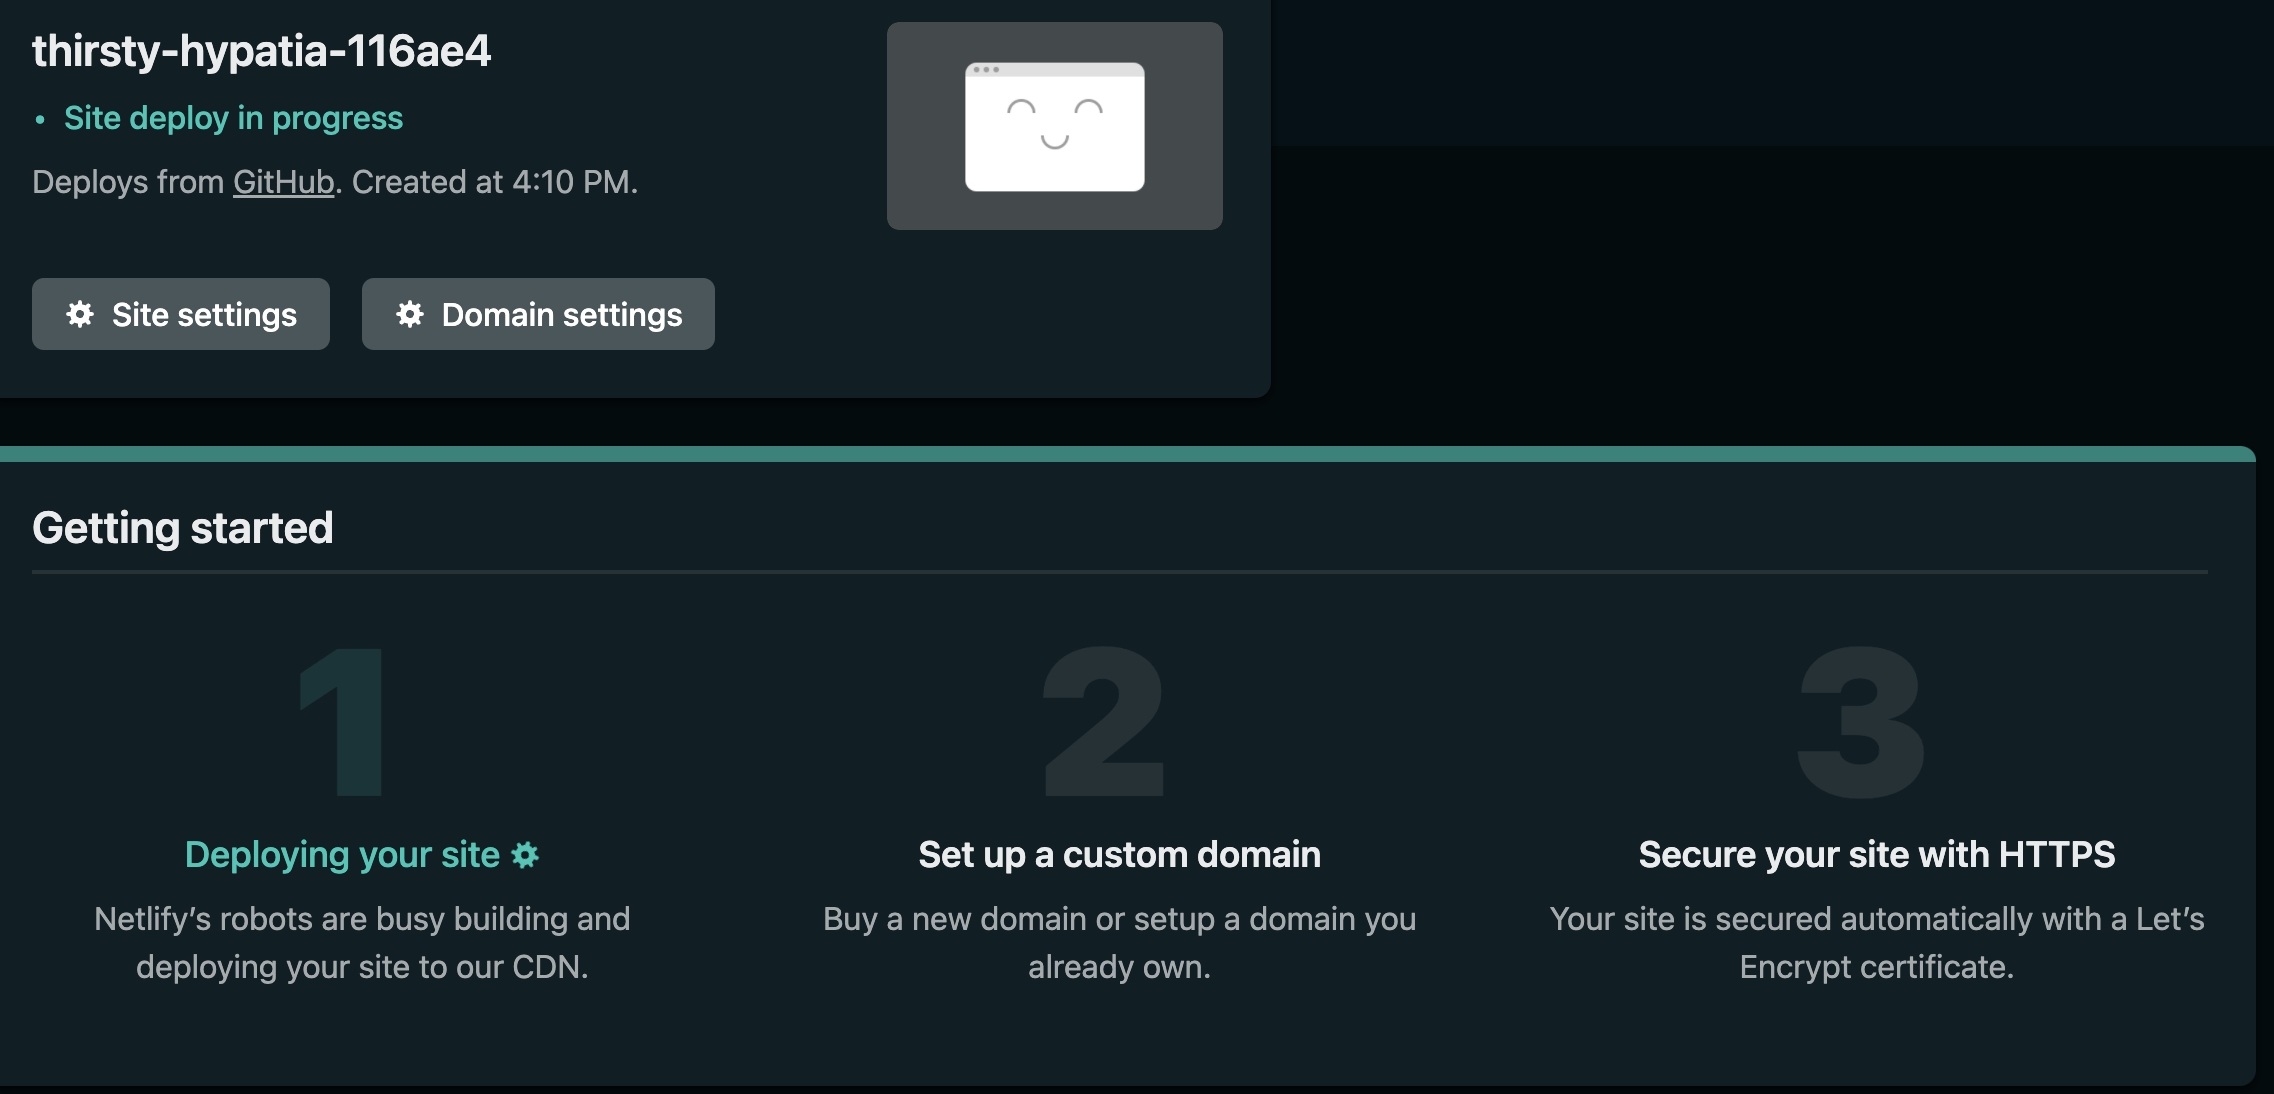 thirsty-hypatia-116ae4
• Site deploy in progress
Deploys from GitHub. Created at 4:10 PM.
Site settings
Domain settings
Getting started
1
Deploying your site
Netlify’s robots are busy building and
deploying your site to our CDN.
2
Set up a custom domain
Buy a new domain or setup a domain you
already own.
3
Secure your site with HTTPS
Your site is secured automatically with a Let’s
Encrypt certificate.